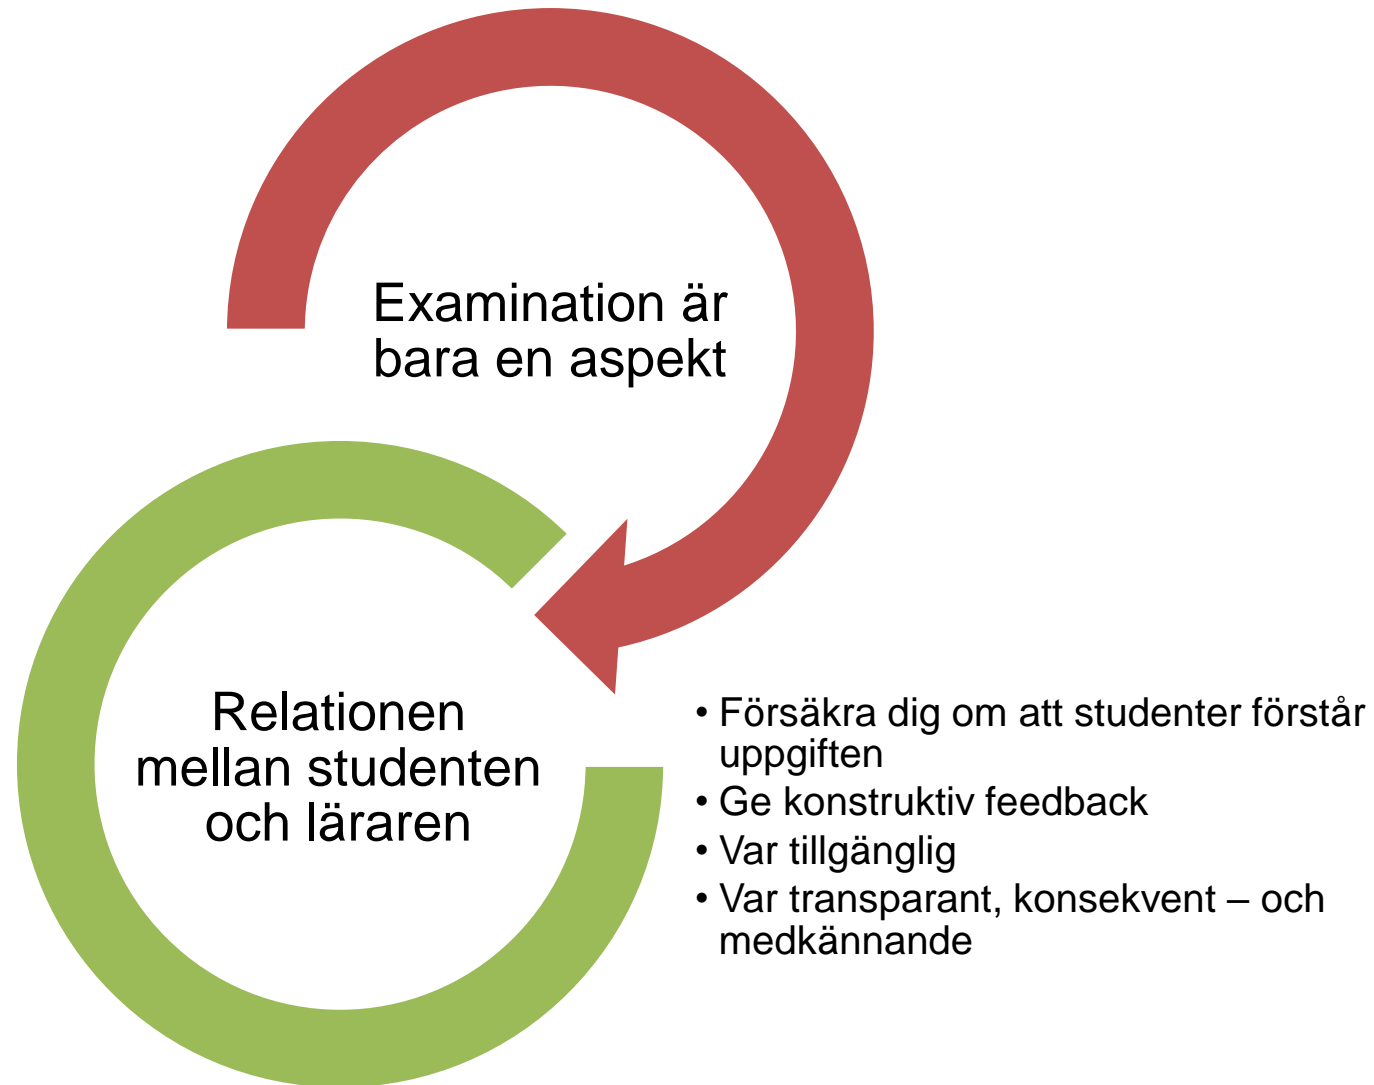 Examination är
bara en aspekt
Relationen
mellan studenten
och läraren
• Försäkra dig om att studenter förstår
uppgiften
• Ge konstruktiv feedback
• Var tillgänglig
• Var transparant, konsekvent – och
medkännande